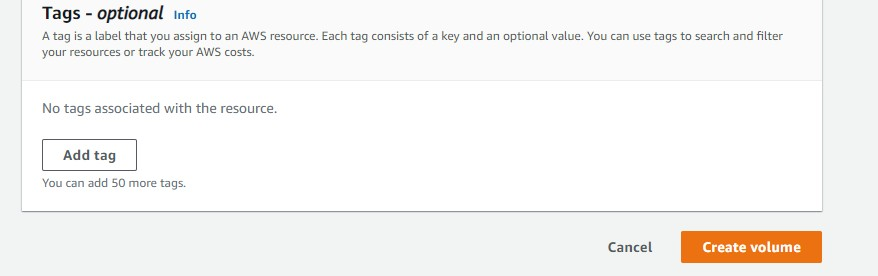 Tags - optional Info
A tag is a label that you assign to an AWS resource. Each tag consists of a key and an optional value. You can use tags to search and filter
your resources or track your AWS costs.
No tags associated with the resource.
Add tag
You can add 50 more tags.
Cancel Create volume